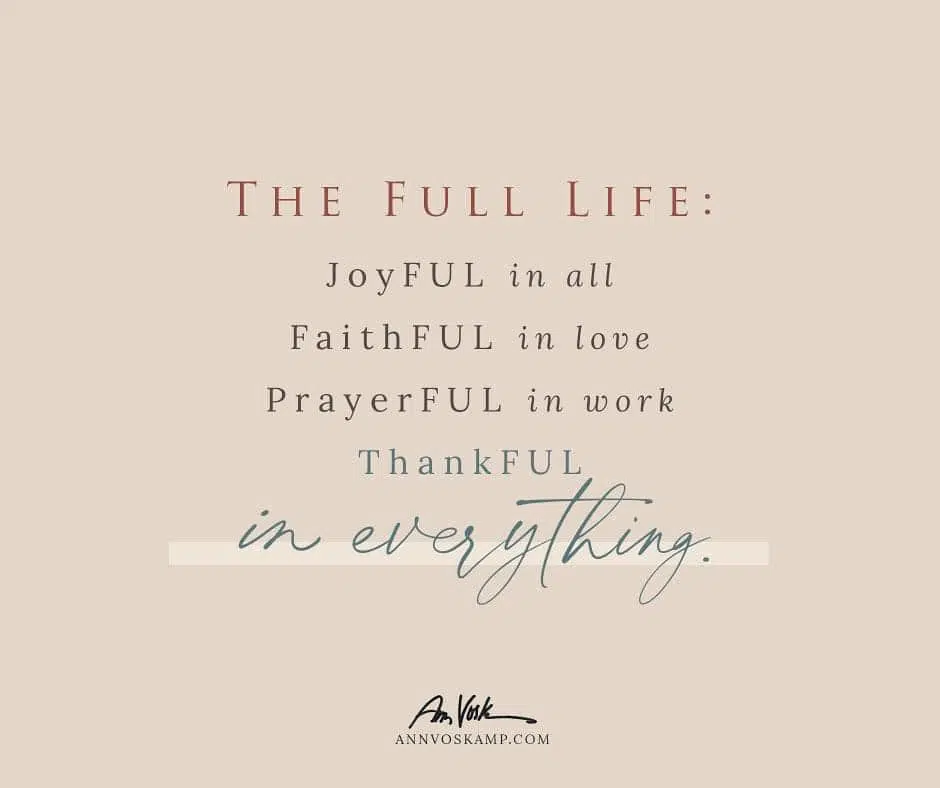 THE FULL LIFE:
JoyFUL in all
FaithFUL in love
PrayerFUL in work
ThankFUL
in everything.
Ann Vosk
ANNVOSKAMP.COM